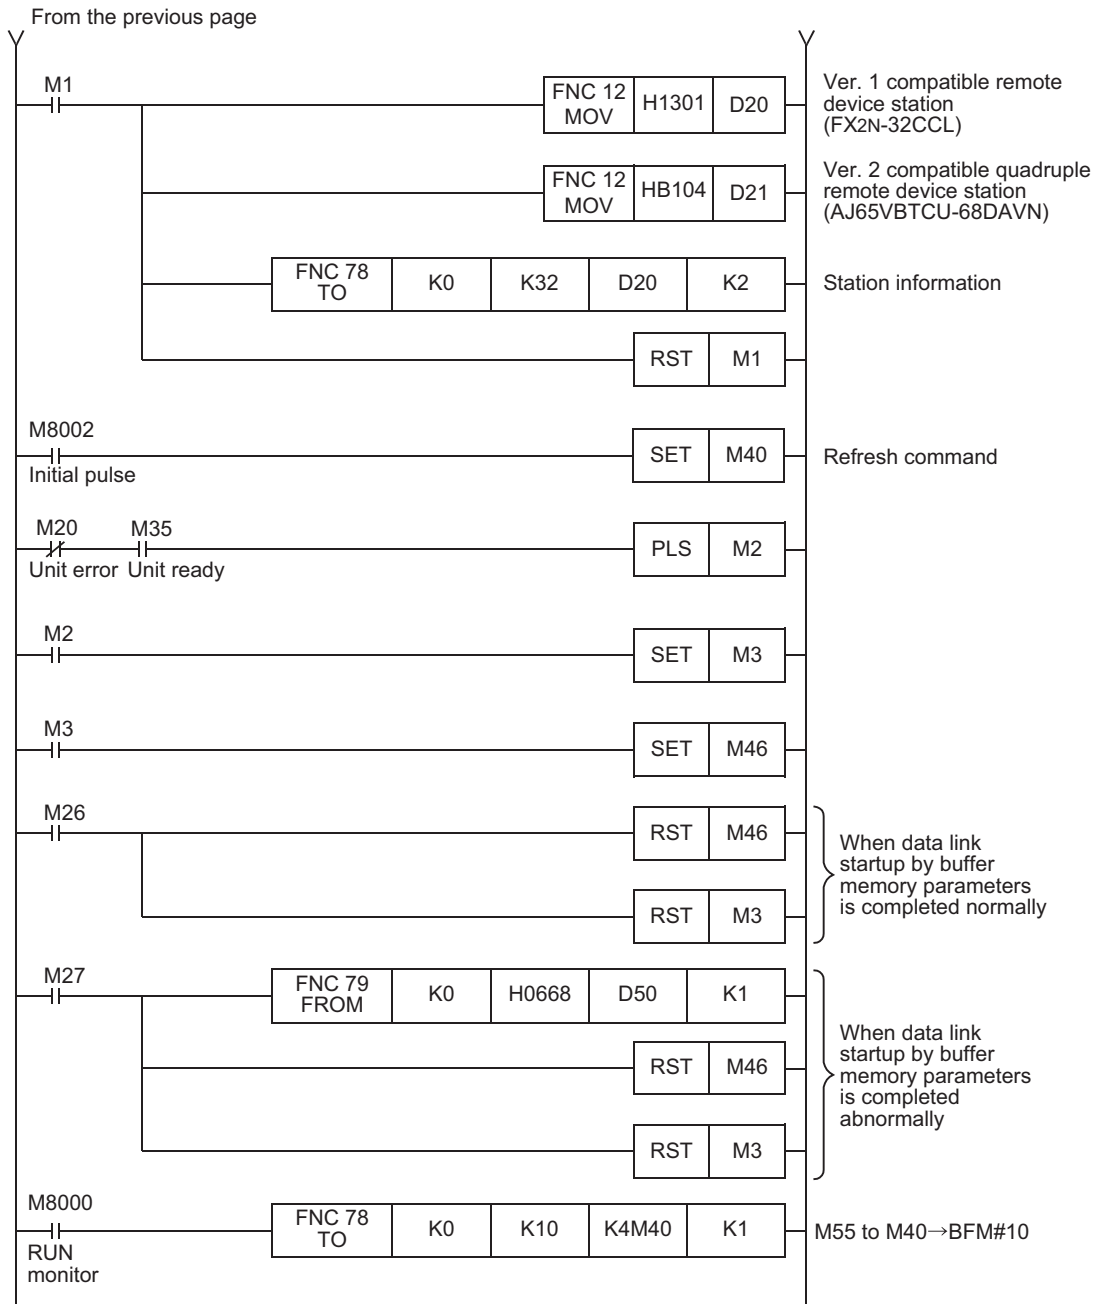 From the previous page
M1
FNC 12
MOV
H1301
D20
Ver. 1 compatible remote
device station
(FX2N-32CCL)
FNC 12
MOV
HB104
D21
Ver. 2 compatible quadruple
remote device station
(AJ65VBTCU-68DAVN)
FNC 78
TO
K0
K32
D20
K2
Station information
RST
M1
M8002
Initial pulse
SET
M40
Refresh command
M20
Unit error
M35
Unit ready
PLS
M2
M2
SET
M3
M3
SET
M46
M26
RST
M46
RST
M3
When data link
startup by buffer
memory parameters
is completed normally
M27
FNC 79
FROM
K0
H0668
D50
K1
RST
M46
RST
M3
When data link
startup by buffer
memory parameters
is completed
abnormally
M8000
RUN
monitor
FNC 78
TO
K0
K10
K4M40
K1
M55 to M40→BFM#10